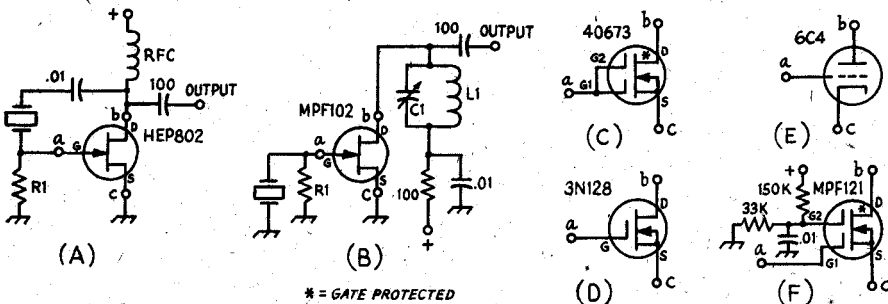 +
RFC
.01
100
OUTPUT
b
D
HEP802
a
G
S
R1
C
(A)
100
OUTPUT
C1
L1
b
MPF102
D
a
G
S
R1
C
100
.01
+
(B)
* = GATE PROTECTED
40673
b
*
D
G2
a
G1
S
C
(C)
3N128
b
D
a
G
S
C
(D)
6C4
b
a
C
(E)
+
150K
MPF121
b
33K
*
D
G2
.01
a
G1
S
C
(F)